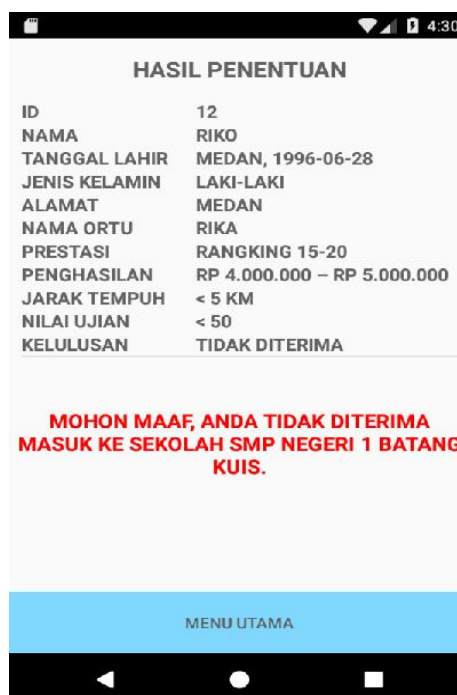 4:30
HASIL PENENTUAN
ID 12
NAMA RIKO
TANGGAL LAHIR MEDAN, 1996-06-28
JENIS KELAMIN LAKI-LAKI
ALAMAT MEDAN
NAMA ORTU RIKA
PRESTASI RANGKING 15-20
PENGHASILAN RP 4.000.000 – RP 5.000.000
JARAK TEMPUH < 5 KM
NILAI UJIAN < 50
KELULUSAN TIDAK DITERIMA
MOHON MAAF, ANDA TIDAK DITERIMA
MASUK KE SEKOLAH SMP NEGERI 1 BATANG
KUIS.
MENU UTAMA